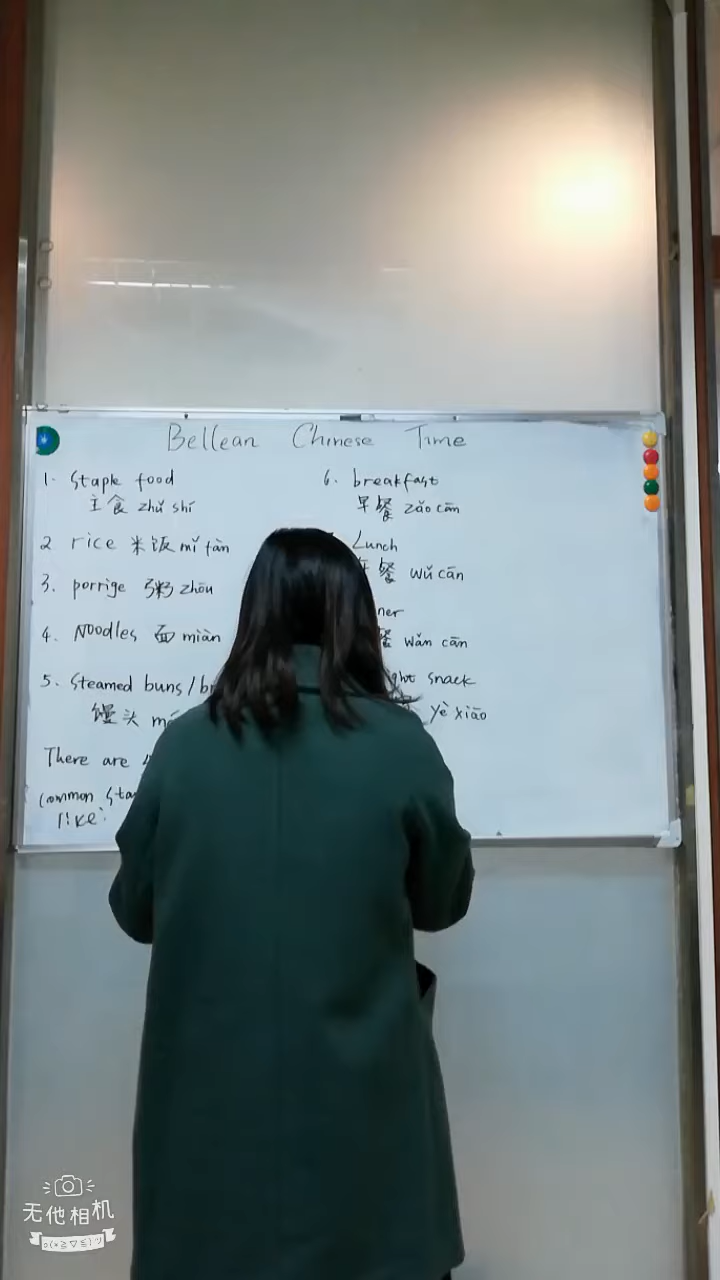 Bellean Chinese Time
1. Staple food
主食 zhǔ shí
2 rice 米饭 mǐ fàn
3. porrige 粥 zhōu
4. Noodles 面 miàn
5. Steamed buns/
馒头
There are
common
like:
6. breakfast
早餐 zǎo cān
Lunch
餐 wǔ cān
餐 wǎn cān
snack
yè xiāo
无他相机